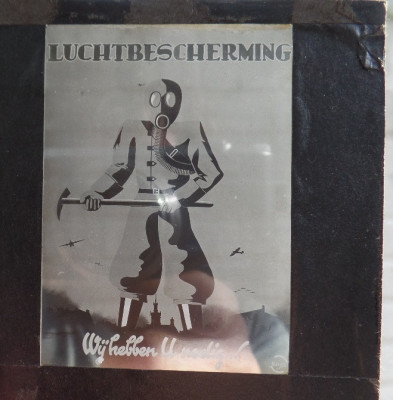 LUCHTBESCHERMING
Wij hebben U noodig!